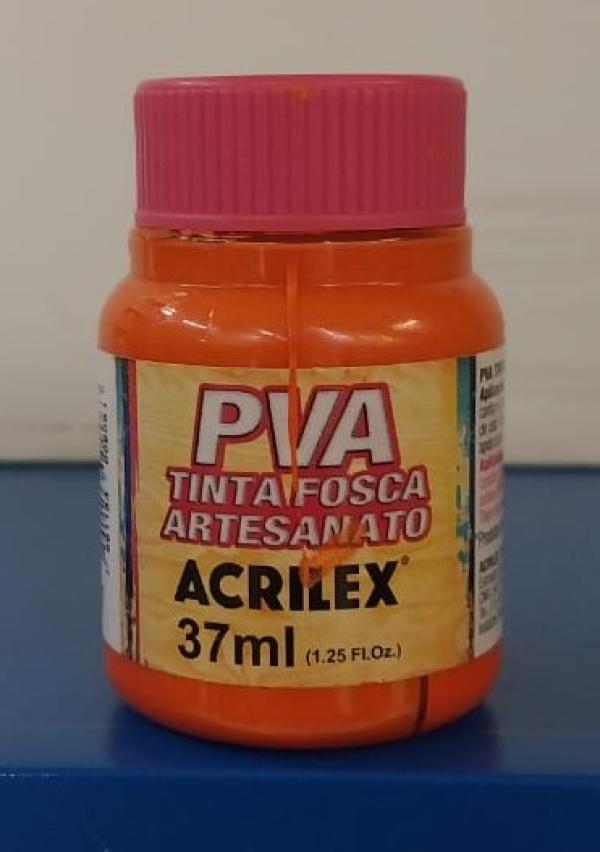 PVA
TINTA FOSCA
ARTESANATO
ACRILEX®
37ml (1.25 Fl.Oz.)